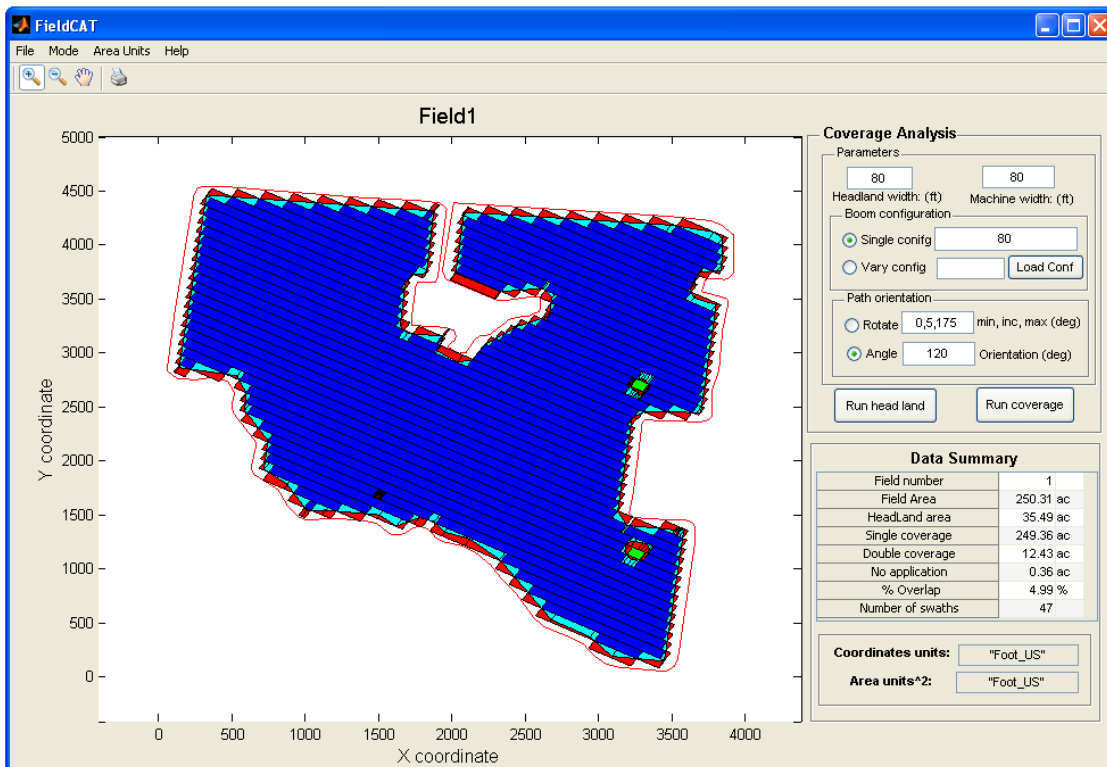 FieldCAT
File Mode Area Units Help
Field1
5000
4500
4000
3500
3000
2500
2000
1500
1000
500
0
Y coordinate
0 500 1000 1500 2000 2500 3000 3500 4000
X coordinate
Coverage Analysis
Parameters
80 80
Headland width: (ft) Machine width: (ft)
Boom configuration
Single conifg 80
Vary config Load Conf
Path orientation
Rotate 0,5,175 min, inc, max (deg)
Angle 120 Orientation (deg)
Run head land Run coverage
Data Summary
Field number 1
Field Area 250.31 ac
HeadLand area 35.49 ac
Single coverage 249.36 ac
Double coverage 12.43 ac
No application 0.36 ac
% Overlap 4.99 %
Number of swaths 47
Coordinates units: "Foot_US"
Area units^2: "Foot_US"